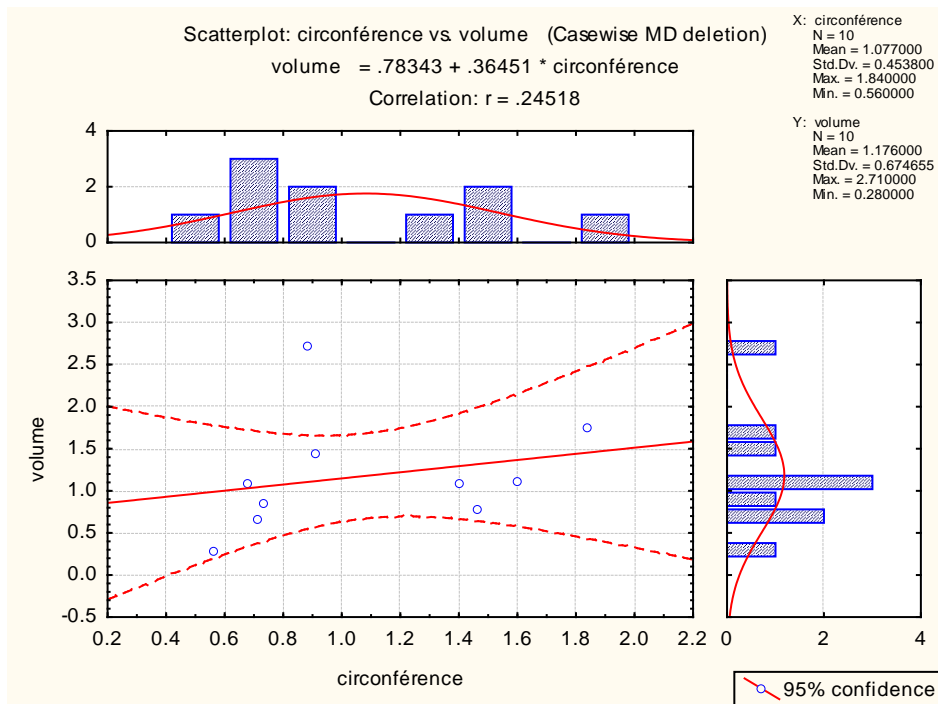 Scatterplot: circonférence vs. volume (Casewise MD deletion)
volume = .78343 + .36451 * circonférence
Correlation: r = .24518
X: circonférence
N = 10
Mean = 1.077000
Std.Dv. = 0.453800
Max. = 1.840000
Min. = 0.560000
Y: volume
N = 10
Mean = 1.176000
Std.Dv. = 0.674655
Max. = 2.710000
Min. = 0.280000
4
2
0
3.5
3.0
2.5
2.0
1.5
1.0
0.5
0.0
-0.5
volume
0.2 0.4 0.6 0.8 1.0 1.2 1.4 1.6 1.8 2.0 2.2
circonférence
0 2 4
95% confidence